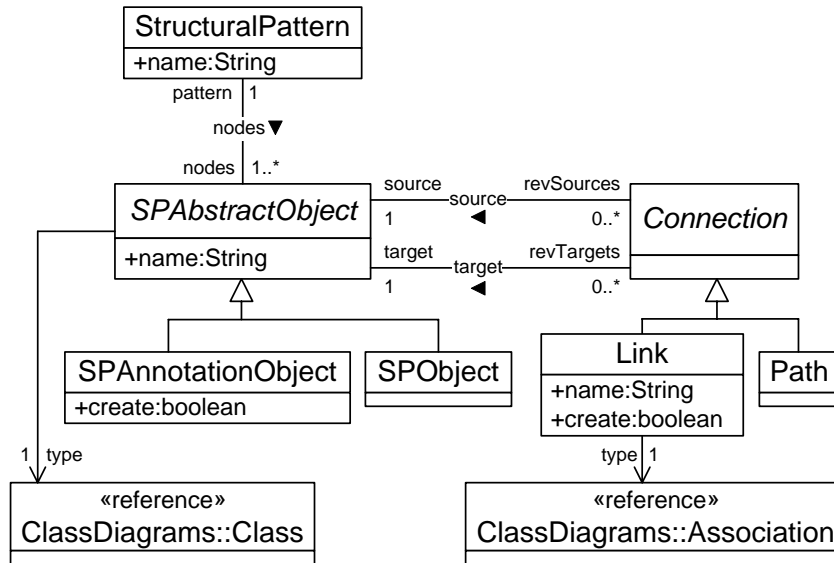 StructuralPattern
+name:String
pattern 1
nodes▼
nodes 1..*
SPAbstractObject
+name:String
source source revSources
1 ◀ 0..*
target target revTargets
1 ◀ 0..*
Connection
SPAnnotationObject
+create:boolean
SPObject
Link
+name:String
+create:boolean
Path
1 type
type 1
«reference»
ClassDiagrams::Class
«reference»
ClassDiagrams::Association